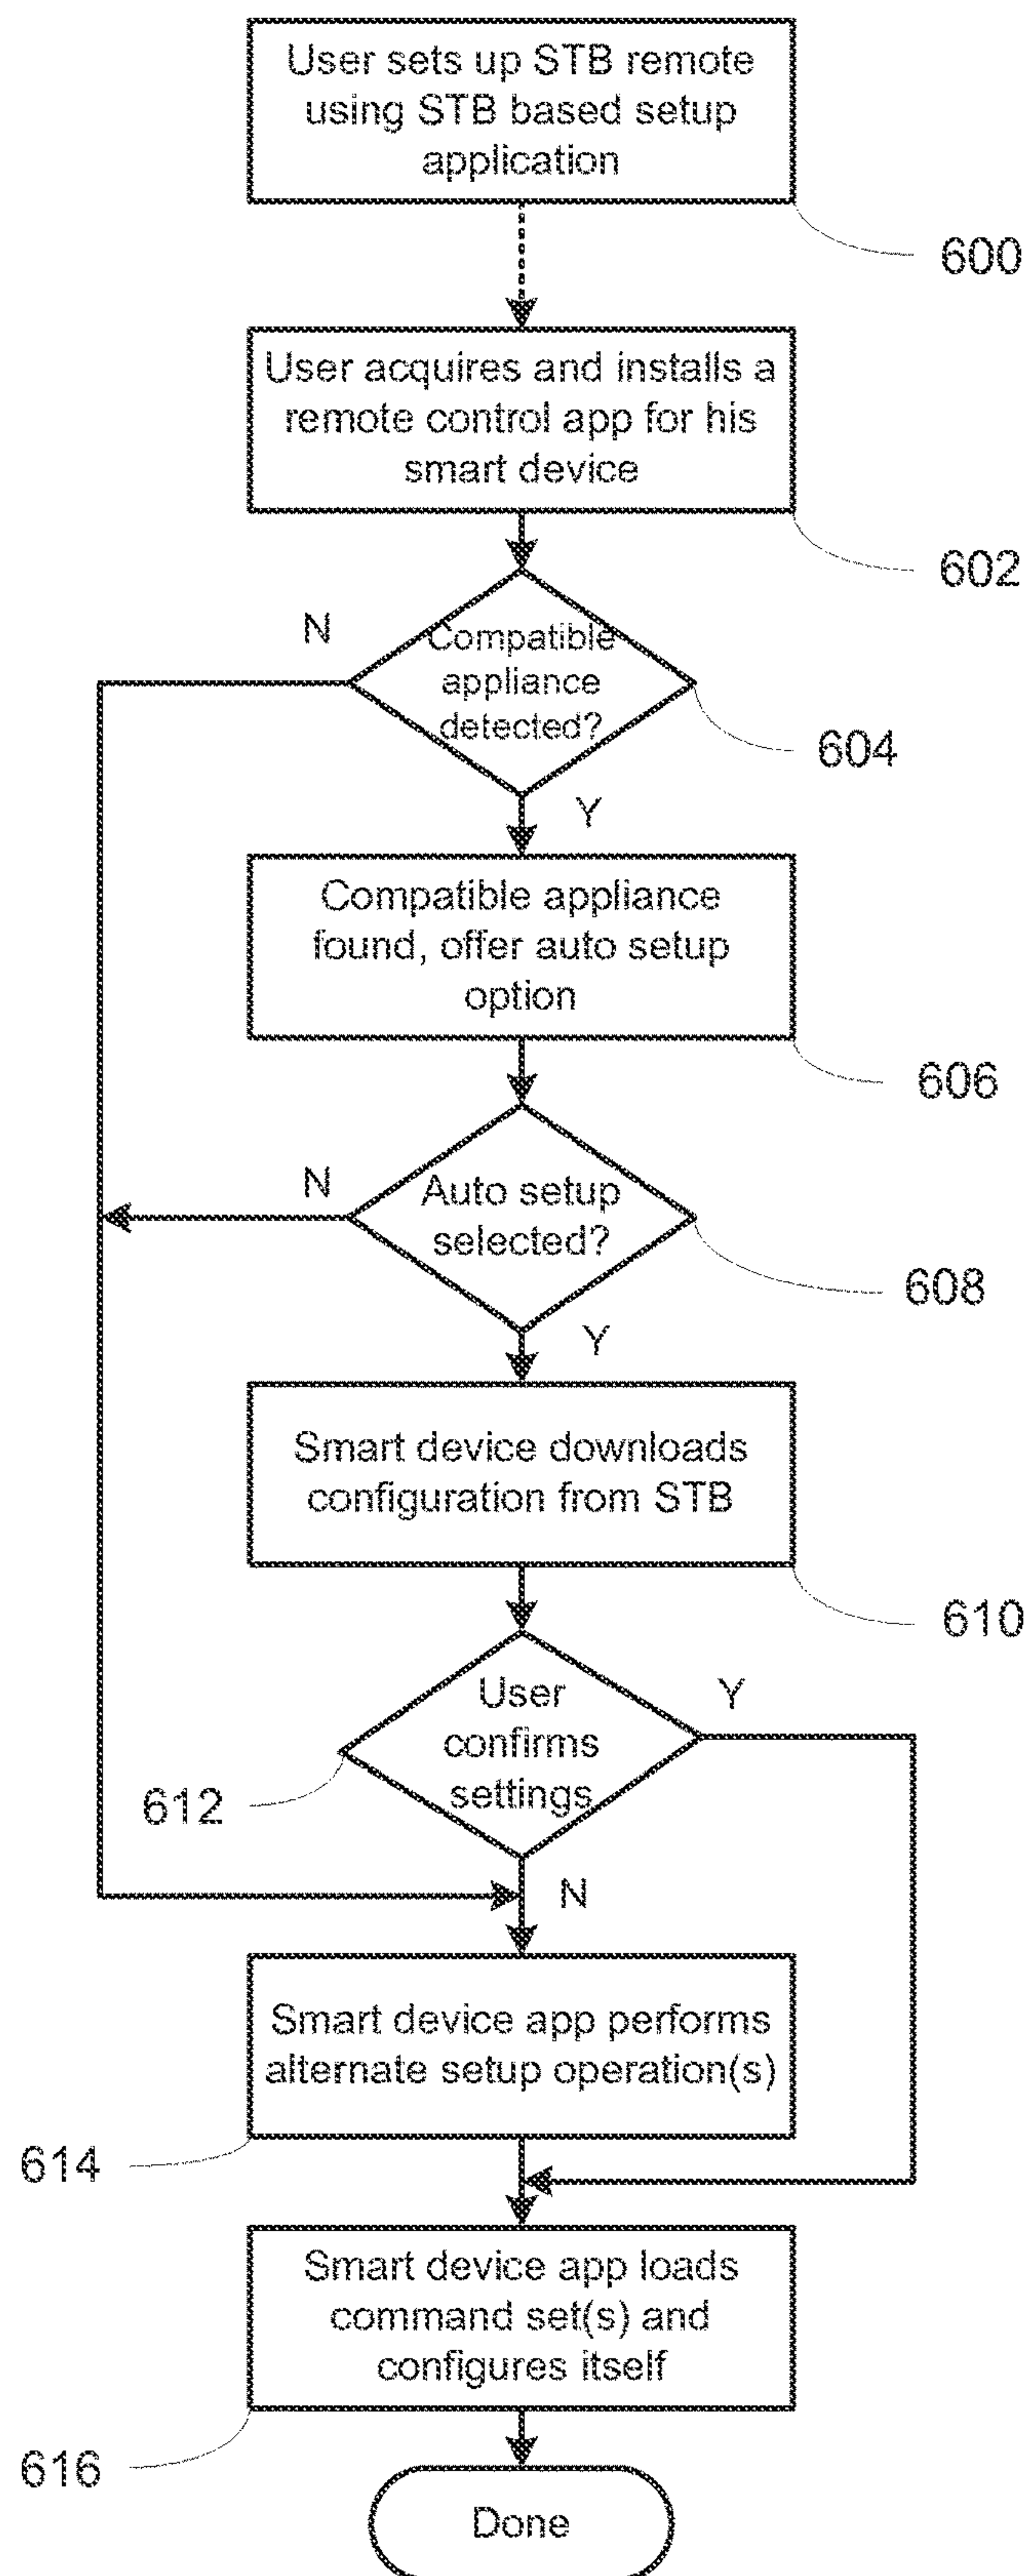 User sets up STB remote
using STB based setup
application
600
User acquires and installs a
remote control app for his
smart device
602
N
Compatible
appliance
detected?
604
Y
Compatible appliance
found, offer auto setup
option
606
N
Auto setup
selected?
608
Y
Smart device downloads
configuration from STB
610
User
confirms
settings
Y
612
N
Smart device app performs
alternate setup operation(s)
614
Smart device app loads
command set(s) and
configures itself
616
Done